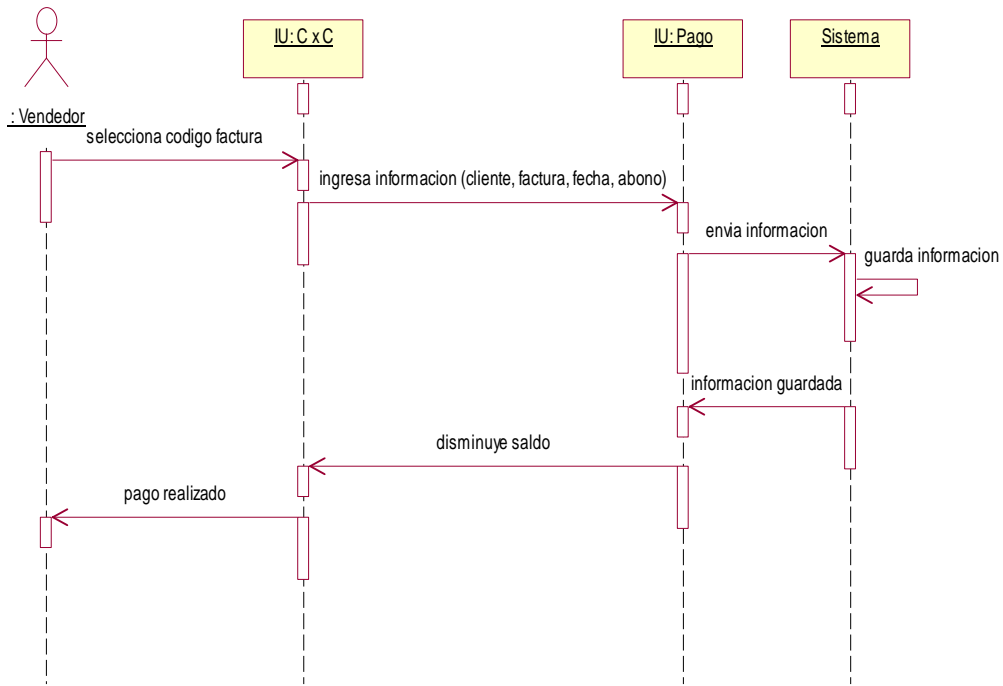 IU: C x C
IU: Pago
Sistema
: Vendedor
selecciona codigo factura
ingresa informacion (cliente, factura, fecha, abono)
envia informacion
guarda informacion
informacion guardada
disminuye saldo
pago realizado